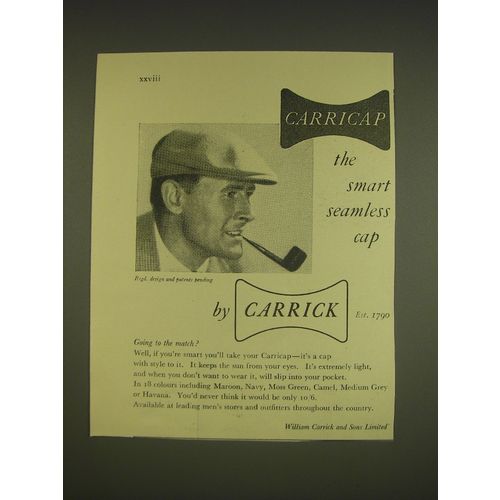 xxviii
CARRICAP
the
smart
seamless
cap
Regd. design and patents pending
by CARRICK Est. 1790
Going to the match?
Well, if you're smart you'll take your Carricap—it's a cap
with style to it. It keeps the sun from your eyes. It's extremely light,
and when you don't want to wear it, will slip into your pocket.
In 18 colours including Maroon, Navy, Moss Green, Camel, Medium Grey
or Havana. You'd never think it would be only 10/6.
Available at leading men's stores and outfitters throughout the country.
William Carrick and Sons Limited